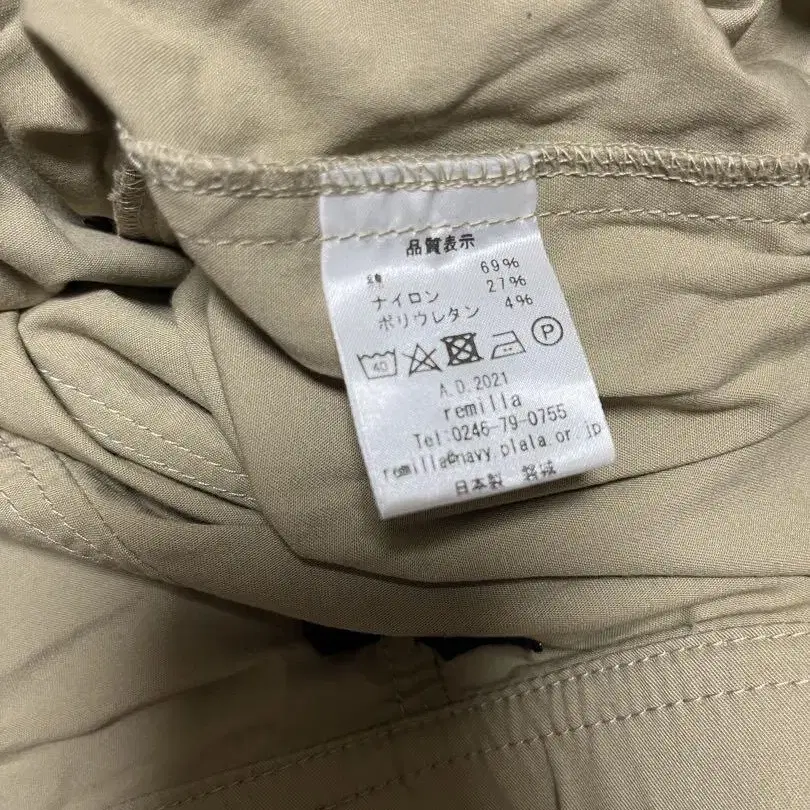 品質表示
綿 69%
ナイロン 27%
ポリウレタン 4%
40 P
A.D.2021
remilla
Tel:0246-79-0755
remilla@navy.plala.or.jp
日本製